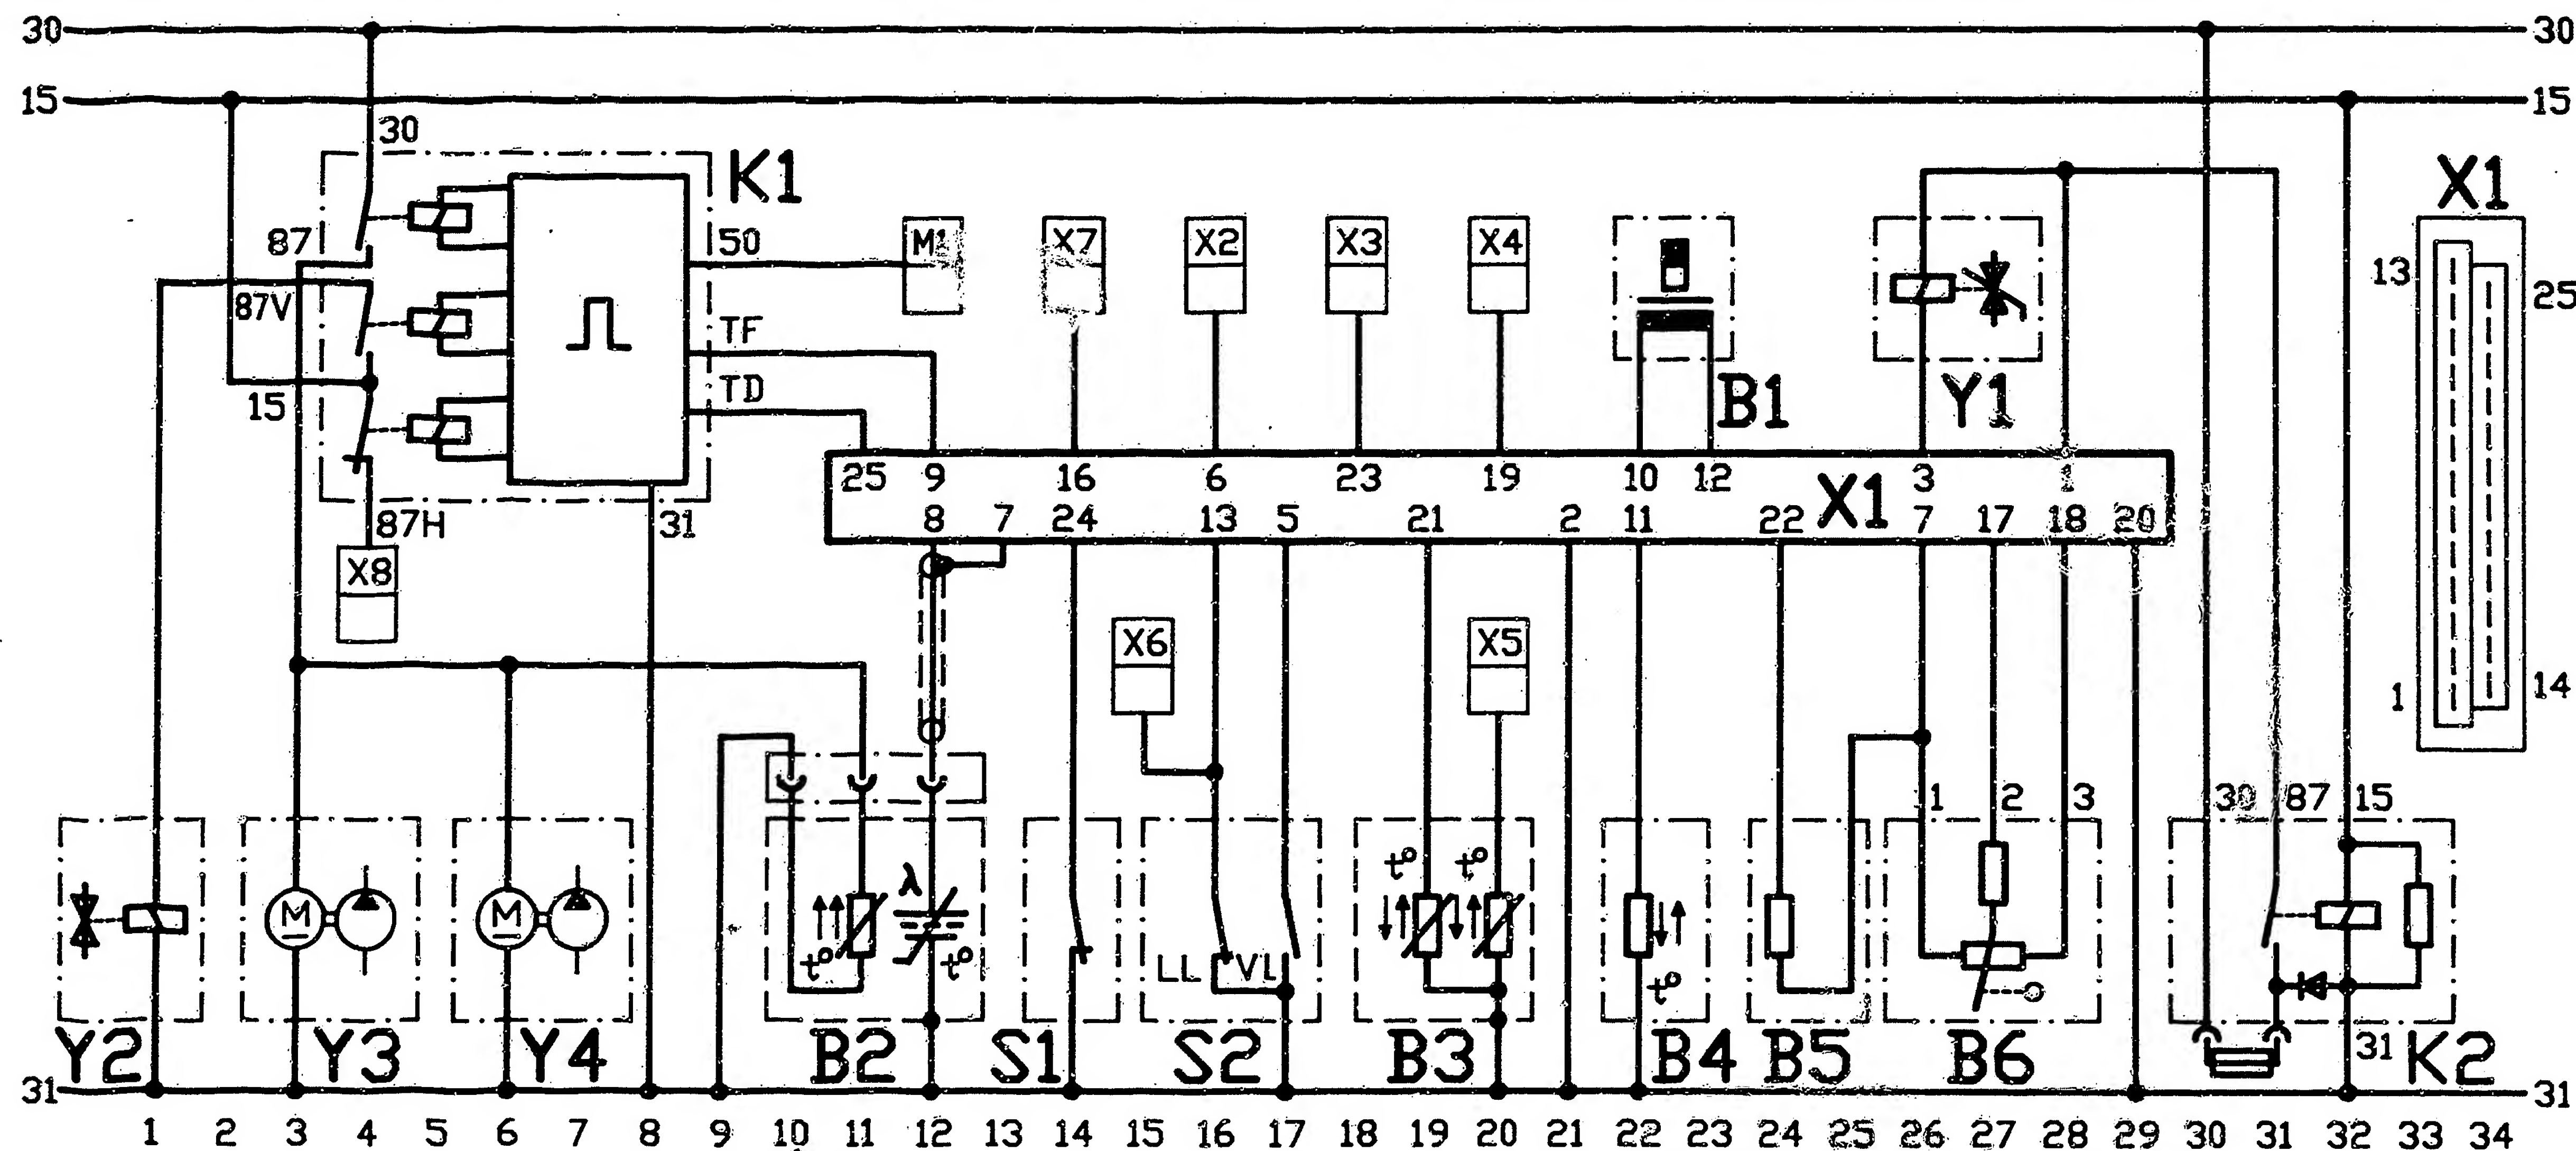 30 30
15 15
30
K1
X1
87 50 M1 X7 X2 X3 X4
13 25
87V TF
15 TD B1 Y1
25 9 16 6 23 19 10 12 3 1
X1
8 7 24 13 5 21 2 11 22 7 17 18 20
87H 31
X8
X6 X5
1 14
1 2 3 30 87 15
λ t° t°
M M
t° t° LL VL t°
31
Y2 Y3 Y4 B2 S1 S2 B3 B4 B5 B6 K2
31 31
1 2 3 4 5 6 7 8 9 10 11 12 13 14 15 16 17 18 19 20 21 22 23 24 25 26 27 28 29 30 31 32 33 34